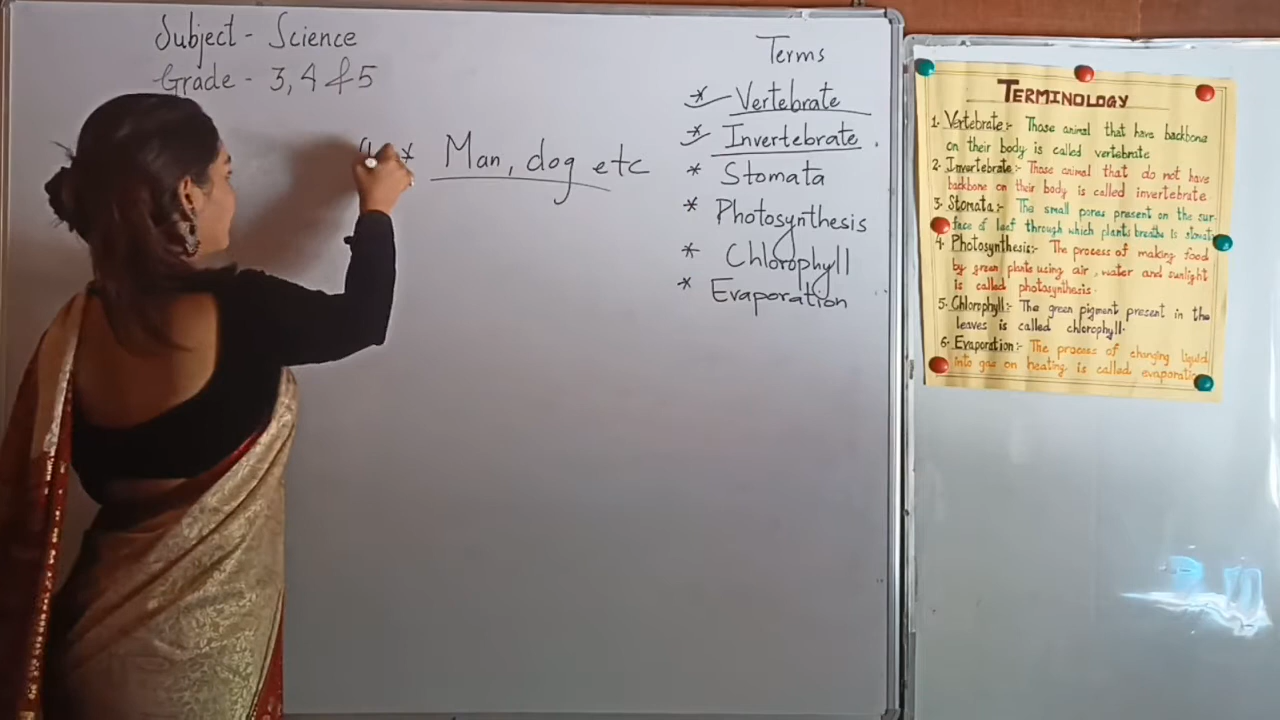 Subject - Science
Grade - 3, 4 & 5
* Man, dog etc
Terms
* Vertebrate
* Invertebrate.
* Stomata
* Photosynthesis
* Chlorophyll
* Evaporation
TERMINOLOGY
1. Vertebrate:- Those animal that have backbone
on their body is called vertebrate
2. Invertebrate:- Those animal that do not have
backbone on their body is called invertebrate.
3. Stomata:- The small pores present on the sur-
face of leaf through which plants breathe is stomata
4. Photosynthesis:- The process of making food
by green plants using air, water and sunlight
is called photosynthesis.
5. Chlorophyll:- The green pigment present in the
leaves is called chlorophyll.
6. Evaporation:- The process of changing liquid
into gas on heating is called evaporation